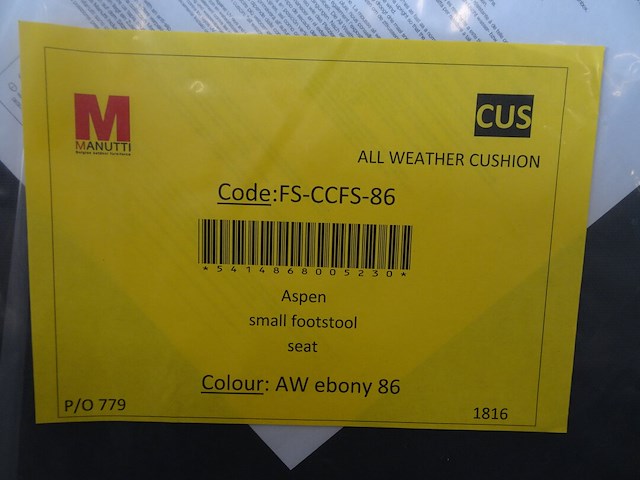 M
MANUTTI
CUS
ALL WEATHER CUSHION
Code:FS-CCFS-86
*5414868005230*
Aspen
small footstool
seat
Colour: AW ebony 86
P/O 779
1816